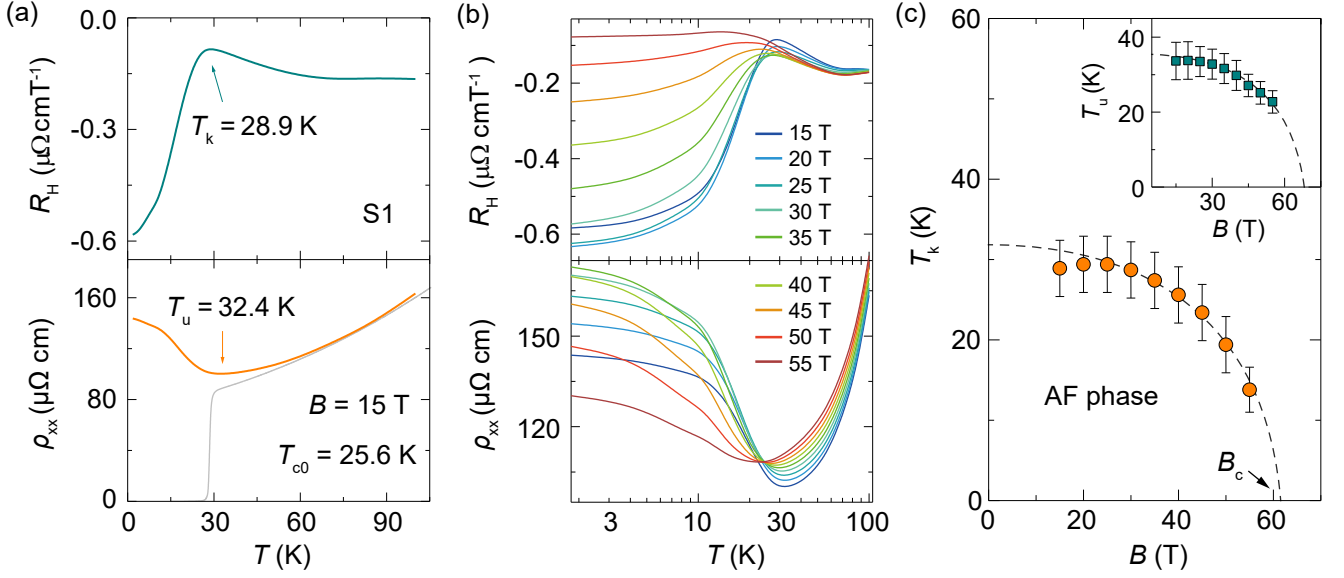 (a)
0.0
-0.3
-0.6
R_H (μΩ cmT⁻¹)
T_k = 28.9 K
S1
160
80
0
ρ_xx (μΩ cm)
T_u = 32.4 K
B = 15 T
T_c0 = 25.6 K
0 30 60 90
T (K)
(b)
-0.2
-0.4
-0.6
R_H (μΩ cmT⁻¹)
15 T
20 T
25 T
30 T
35 T
150
120
ρ_xx (μΩ cm)
40 T
45 T
50 T
55 T
3 10 30 100
T (K)
(c)
60
40
20
0
T_k (K)
AF phase
B_c
0 20 40 60
B (T)
40
20
0
T_u (K)
30 60
B (T)